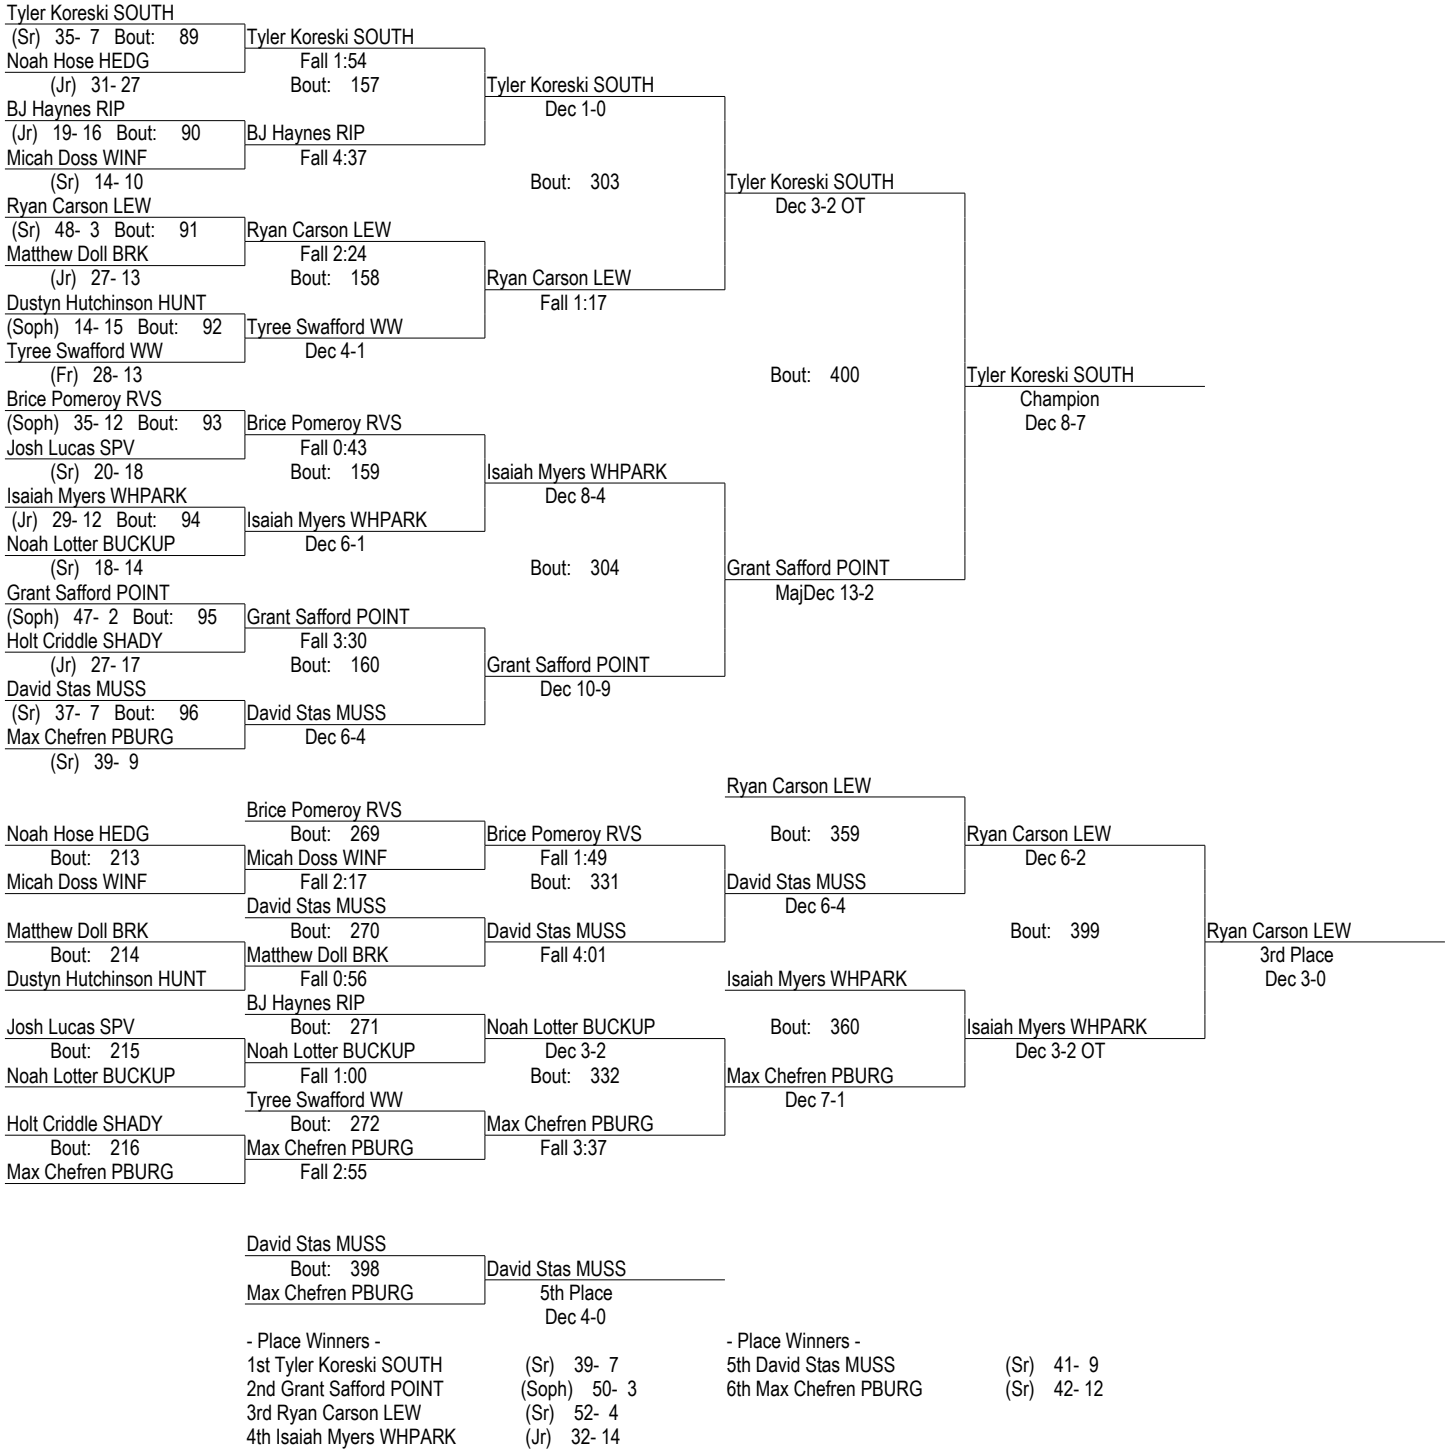 Tyler Koreski SOUTH
(Sr) 35- 7 Bout: 89 Tyler Koreski SOUTH
Noah Hose HEDG Fall 1:54
(Jr) 31- 27 Bout: 157 Tyler Koreski SOUTH
BJ Haynes RIP Dec 1-0
(Jr) 19- 16 Bout: 90 BJ Haynes RIP
Micah Doss WINF Fall 4:37
(Sr) 14- 10 Bout: 303 Tyler Koreski SOUTH
Ryan Carson LEW Dec 3-2 OT
(Sr) 48- 3 Bout: 91 Ryan Carson LEW
Matthew Doll BRK Fall 2:24
(Jr) 27- 13 Bout: 158 Ryan Carson LEW
Dustyn Hutchinson HUNT Fall 1:17
(Soph) 14- 15 Bout: 92 Tyree Swafford WW
Tyree Swafford WW Dec 4-1
(Fr) 28- 13 Bout: 400 Tyler Koreski SOUTH
Brice Pomeroy RVS Champion
(Soph) 35- 12 Bout: 93 Brice Pomeroy RVS Dec 8-7
Josh Lucas SPV Fall 0:43
(Sr) 20- 18 Bout: 159 Isaiah Myers WHPARK
Isaiah Myers WHPARK Dec 8-4
(Jr) 29- 12 Bout: 94 Isaiah Myers WHPARK
Noah Lotter BUCKUP Dec 6-1
(Sr) 18- 14 Bout: 304 Grant Safford POINT
Grant Safford POINT MajDec 13-2
(Soph) 47- 2 Bout: 95 Grant Safford POINT
Holt Criddle SHADY Fall 3:30
(Jr) 27- 17 Bout: 160 Grant Safford POINT
David Stas MUSS Dec 10-9
(Sr) 37- 7 Bout: 96 David Stas MUSS
Max Chefren PBURG Dec 6-4
(Sr) 39- 9
Ryan Carson LEW
Brice Pomeroy RVS
Noah Hose HEDG Bout: 269 Brice Pomeroy RVS Bout: 359 Ryan Carson LEW
Bout: 213 Micah Doss WINF Fall 1:49 Dec 6-2
Micah Doss WINF Fall 2:17 Bout: 331 David Stas MUSS
David Stas MUSS Dec 6-4
Matthew Doll BRK Bout: 270 David Stas MUSS Bout: 399 Ryan Carson LEW
Bout: 214 Matthew Doll BRK Fall 4:01 3rd Place
Dustyn Hutchinson HUNT Fall 0:56 Isaiah Myers WHPARK Dec 3-0
BJ Haynes RIP
Josh Lucas SPV Bout: 271 Noah Lotter BUCKUP Bout: 360 Isaiah Myers WHPARK
Bout: 215 Noah Lotter BUCKUP Dec 3-2 Dec 3-2 OT
Noah Lotter BUCKUP Fall 1:00 Bout: 332 Max Chefren PBURG
Tyree Swafford WW Dec 7-1
Holt Criddle SHADY Bout: 272 Max Chefren PBURG
Bout: 216 Max Chefren PBURG Fall 3:37
Max Chefren PBURG Fall 2:55
David Stas MUSS
Bout: 398 David Stas MUSS
Max Chefren PBURG 5th Place
Dec 4-0
- Place Winners - - Place Winners -
1st Tyler Koreski SOUTH (Sr) 39- 7 5th David Stas MUSS (Sr) 41- 9
2nd Grant Safford POINT (Soph) 50- 3 6th Max Chefren PBURG (Sr) 42- 12
3rd Ryan Carson LEW (Sr) 52- 4
4th Isaiah Myers WHPARK (Jr) 32- 14